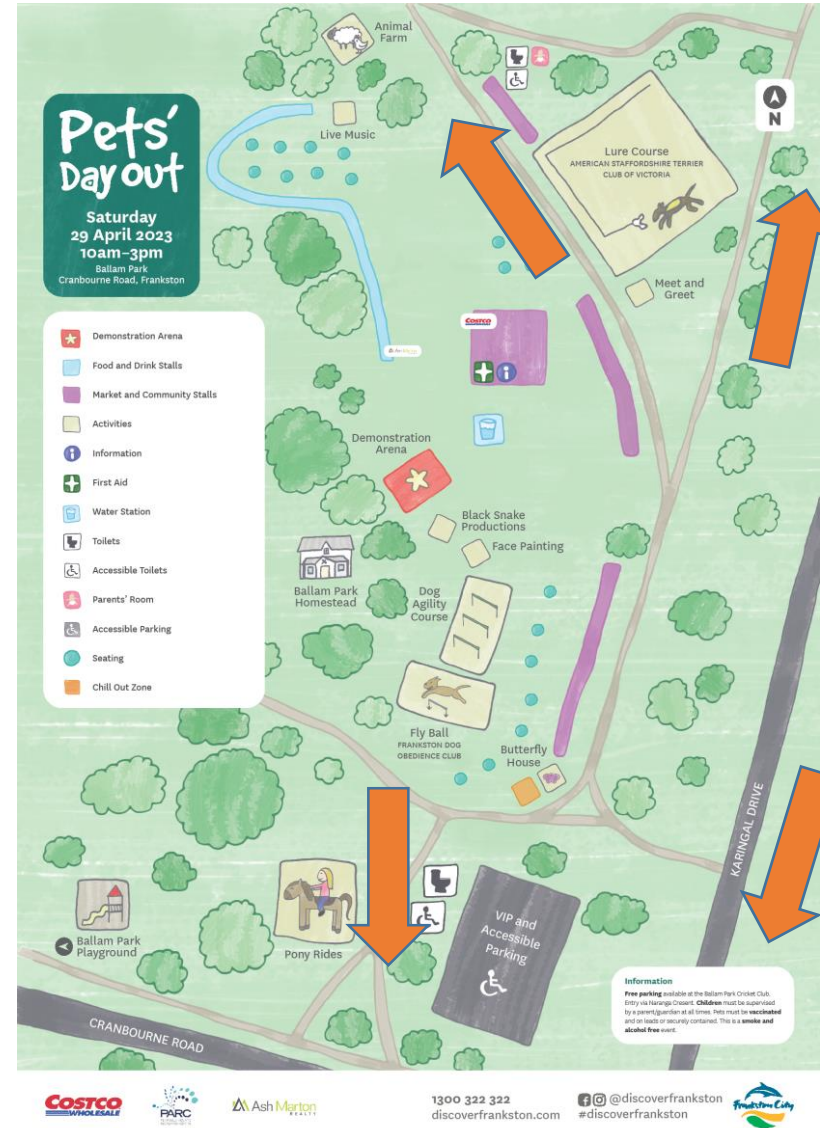 Animal
Farm
Live Music
Pets'
Day out
Saturday
29 April 2023
10am–3pm
Ballam Park
Cranbourne Road, Frankston
N
Lure Course
AMERICAN STAFFORDSHIRE TERRIER
CLUB OF VICTORIA
Meet and
Greet
COSTCO
WHOLESALE
Ash Marton
Demonstration Arena
Food and Drink Stalls
Market and Community Stalls
Activities
Information
First Aid
Water Station
Toilets
Accessible Toilets
Parents' Room
Accessible Parking
Seating
Chill Out Zone
Demonstration
Arena
Black Snake
Productions
Face Painting
Ballam Park
Homestead
Dog
Agility
Course
Fly Ball
FRANKSTON DOG
OBEDIENCE CLUB
Butterfly
House
KARINGAL DRIVE
Ballam Park
Playground
Pony Rides
VIP and
Accessible
Parking
CRANBOURNE ROAD
Information
Free parking available at the Ballam Park Cricket Club.
Entry via Naranga Cresent. Children must be supervised
by a parent/guardian at all times. Pets must be vaccinated
and on leads or securely contained. This is a smoke and
alcohol free event.
COSTCO
WHOLESALE
PARC
Ash Marton
REALTY
1300 322 322
discoverfrankston.com
@discoverfrankston
#discoverfrankston
Frankston City